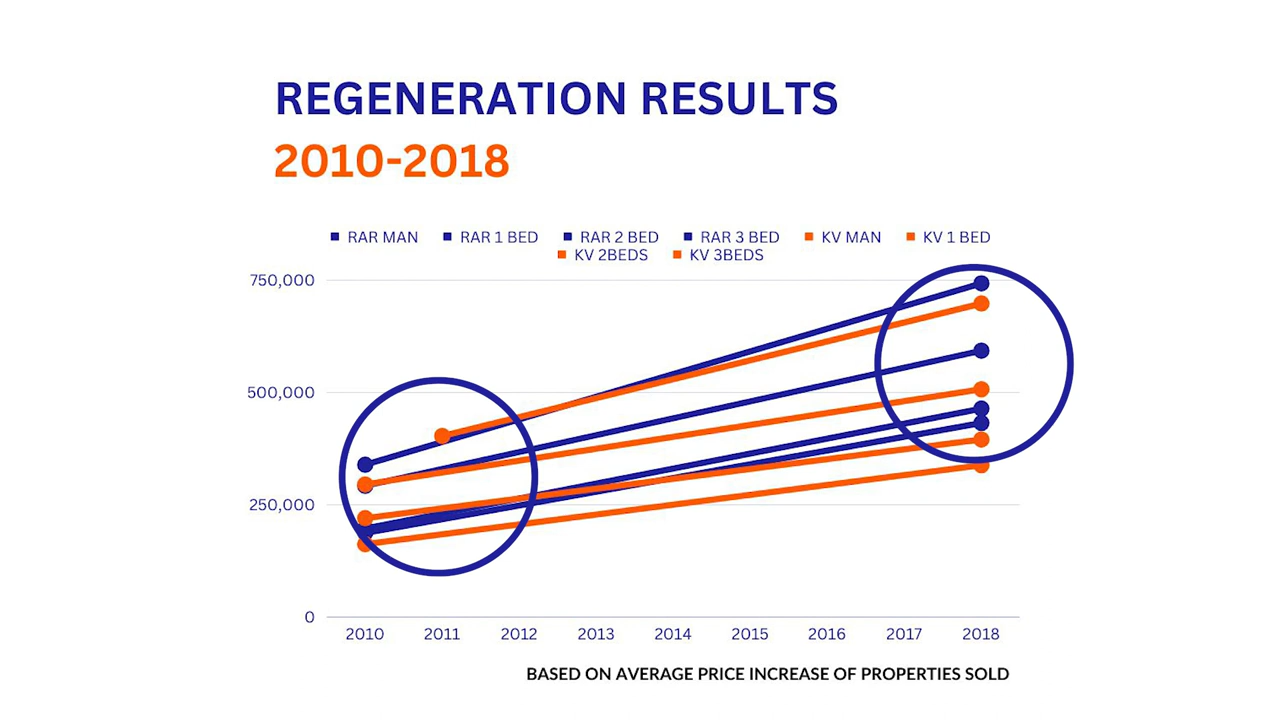 REGENERATION RESULTS
2010-2018
RAR MAN RAR 1 BED RAR 2 BED RAR 3 BED KV MAN KV 1 BED
KV 2BEDS KV 3BEDS
750,000
500,000
250,000
0
2010 2011 2012 2013 2014 2015 2016 2017 2018
BASED ON AVERAGE PRICE INCREASE OF PROPERTIES SOLD